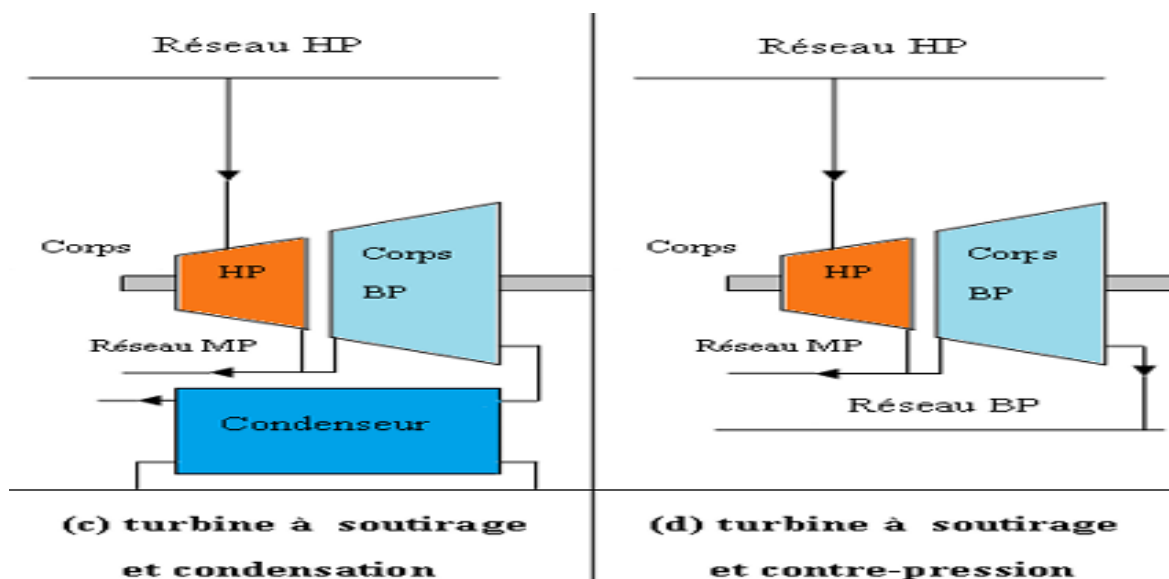 Réseau HP
Corps
HP
Corps
BP
Réseau MP
Condenseur
(c) turbine à soutirage
et condensation
Réseau HP
Corps
HP
Corps
BP
Réseau MP
Réseau BP
(d) turbine à soutirage
et contre-pression